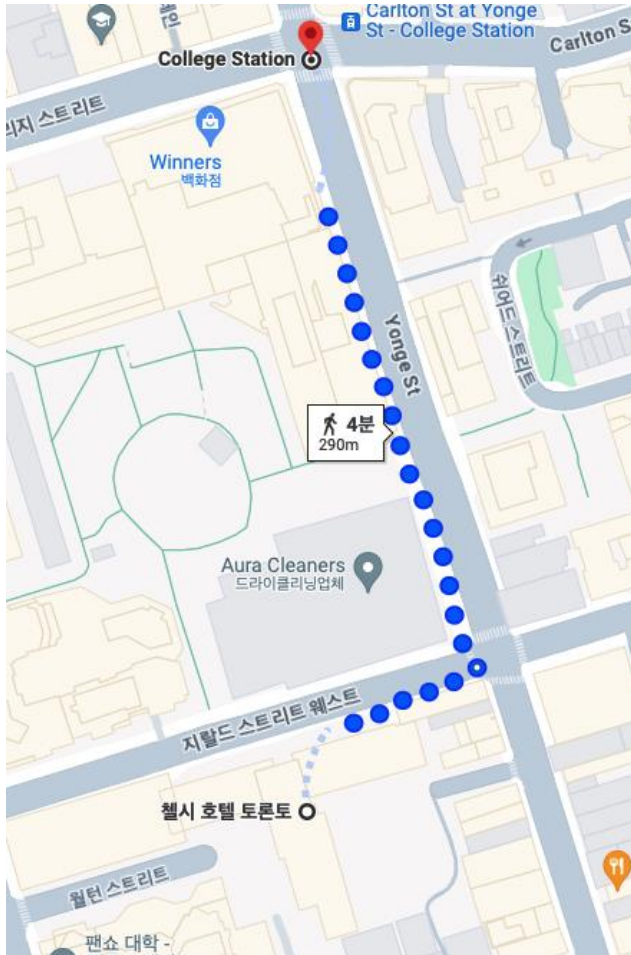 Carlton St at Yonge
St - College Station
College Station
Carlton S
리지 스트리트
Winners
백화점
쉬어드 스트리트
Yonge St
4분
290m
Aura Cleaners
드라이클리닝업체
지랄드 스트리트 웨스트
첼시 호텔 토론토
월턴 스트리트
팬쇼 대학 -